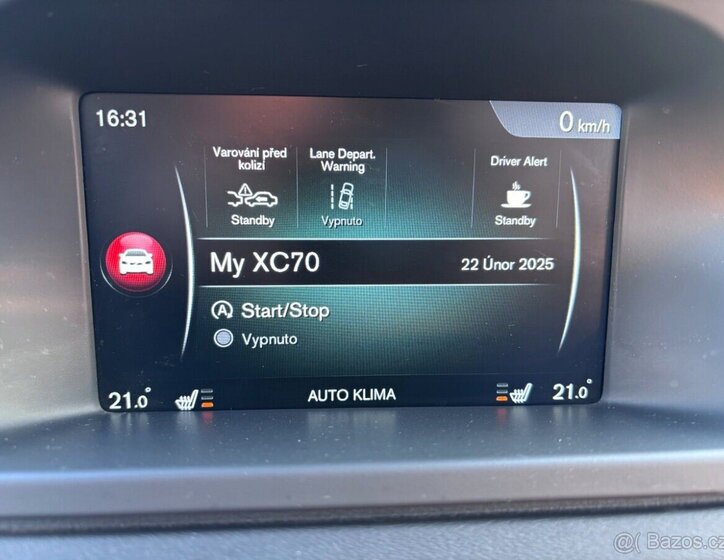 16:31
0 km/h
Varování před
kolizí
Standby
Lane Depart.
Warning
Vypnuto
Driver Alert
Standby
My XC70
22 Únor 2025
Start/Stop
Vypnuto
21.0°
AUTO KLIMA
21.0°
© Bazos.cz